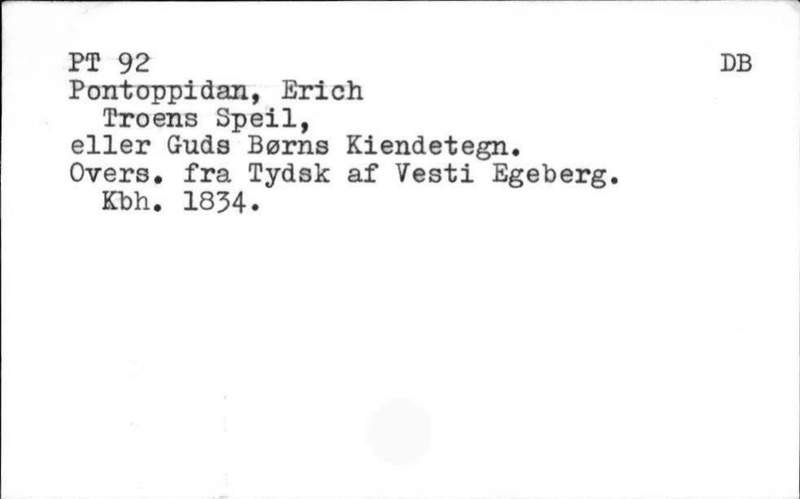 PT 92 DB
Pontoppidan, Erich
Troens Speil,
eller Guds Børns Kiendetegn.
Overs. fra Tydsk af Vesti Egeberg.
Kbh. 1834.